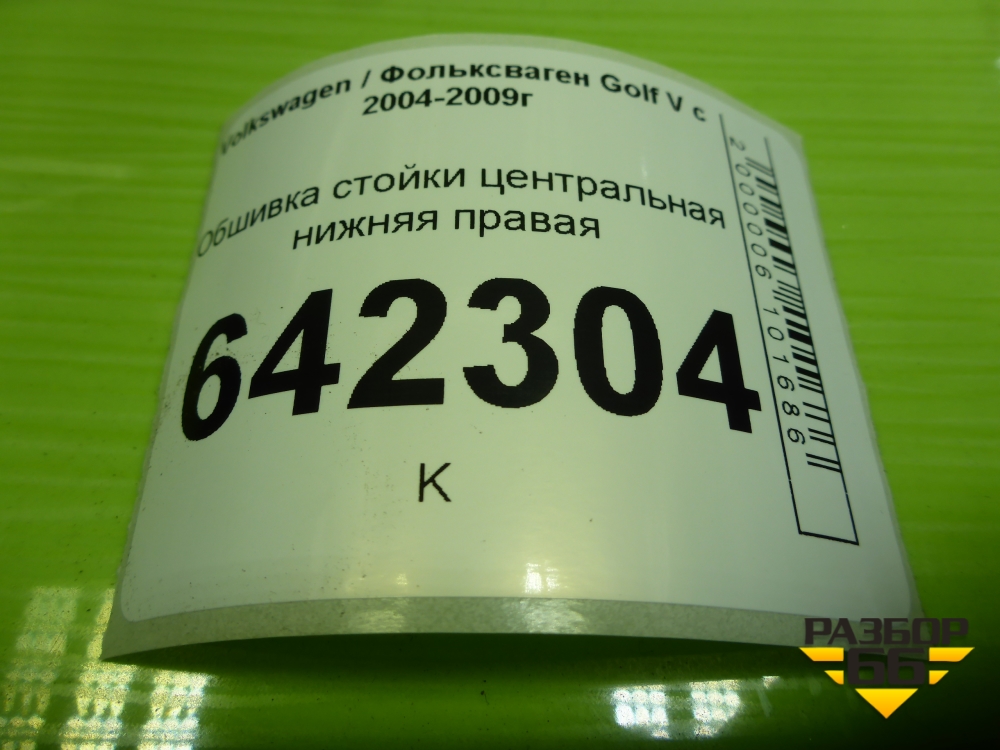 Volkswagen / Фольксваген Golf V с
2004-2009г
Обшивка стойки центральная
нижняя правая
642304
К
2000006101686
РАЗБОР
66